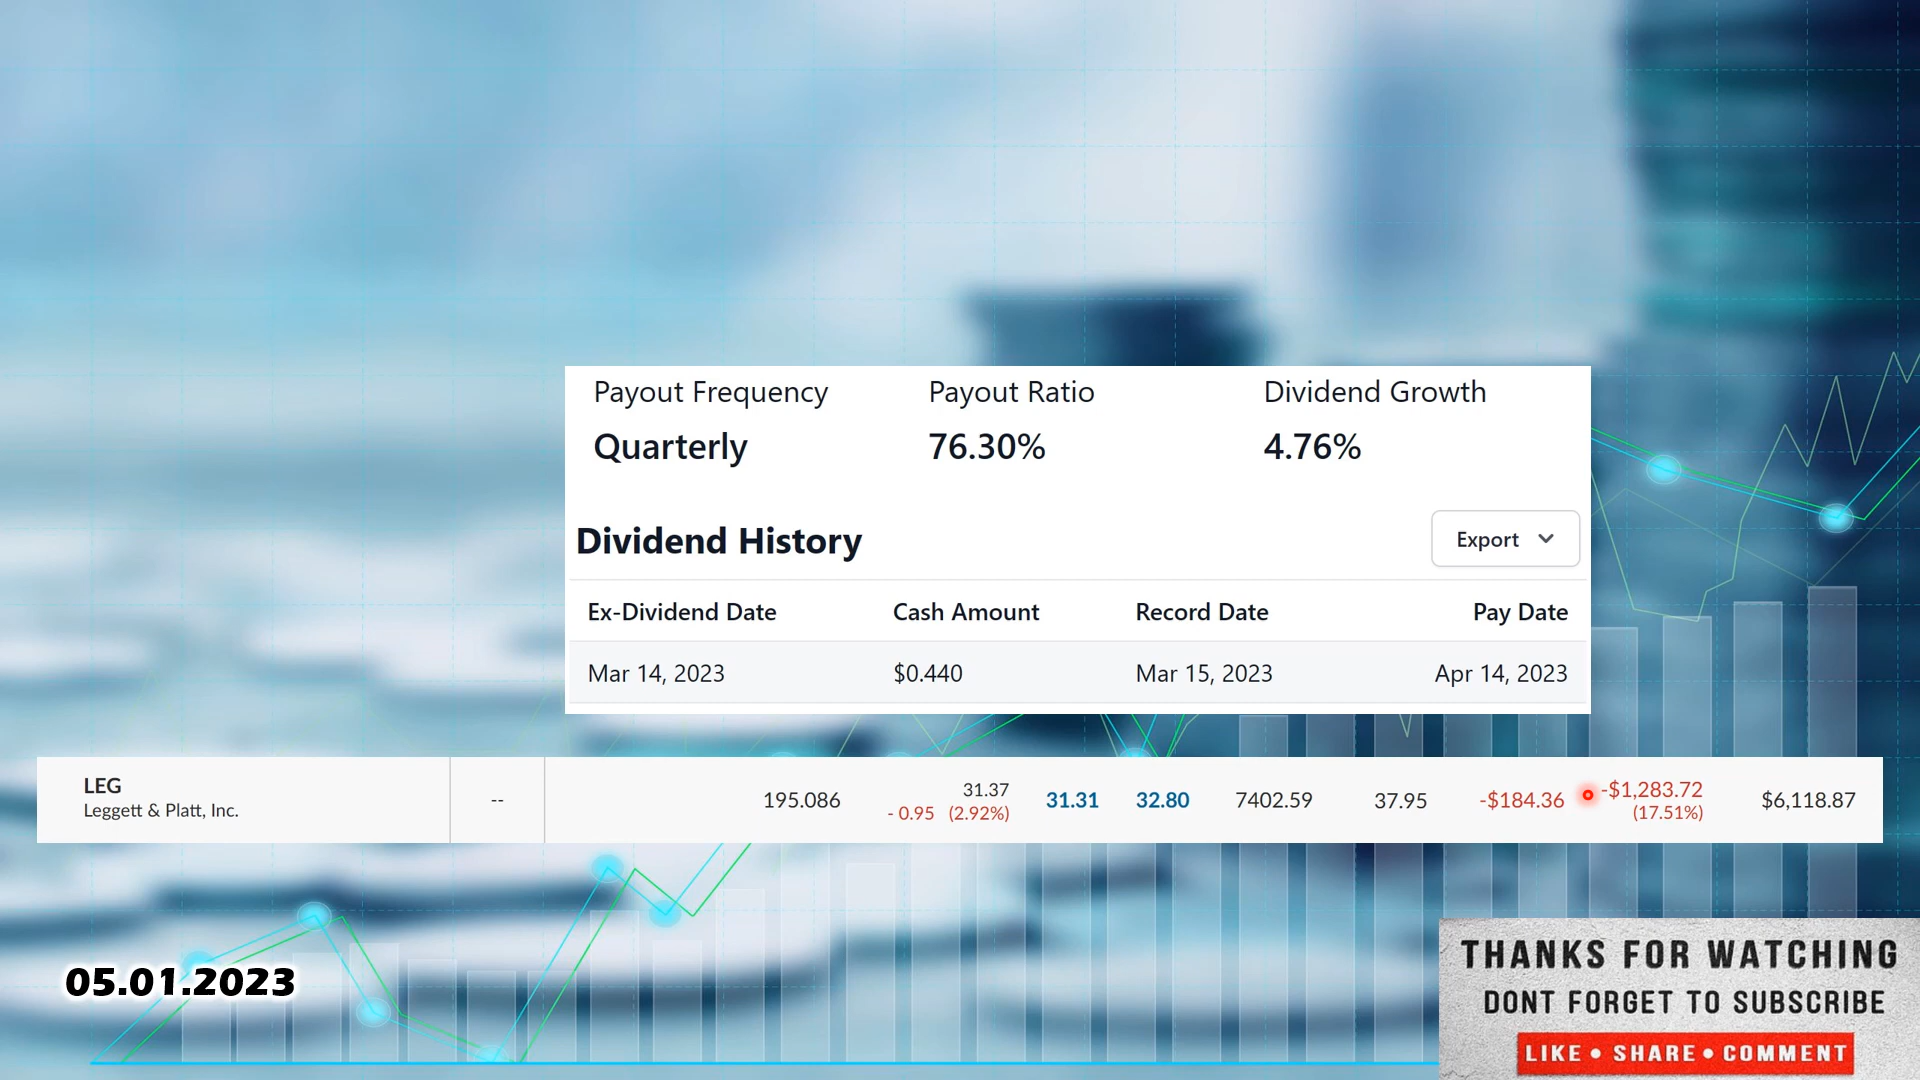 Payout Frequency Payout Ratio Dividend Growth
Quarterly 76.30% 4.76%
Dividend History Export
Ex-Dividend Date Cash Amount Record Date Pay Date
Mar 14, 2023 $0.440 Mar 15, 2023 Apr 14, 2023
LEG
Leggett & Platt, Inc.
--
195.086
31.37
- 0.95 (2.92%)
31.31
32.80
7402.59
37.95
-$184.36
-$1,283.72
(17.51%)
$6,118.87
05.01.2023
THANKS FOR WATCHING
DONT FORGET TO SUBSCRIBE
LIKE • SHARE • COMMENT